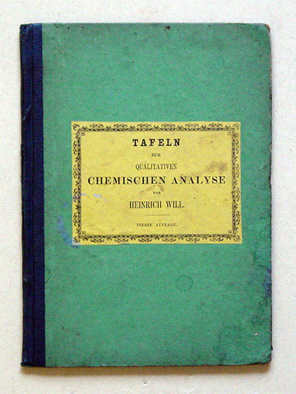 TAFELN
ZUR
QUALITATIVEN
CHEMISCHEN ANALYSE
VON
HEINRICH WILL.
VIERTE AUFLAGE.